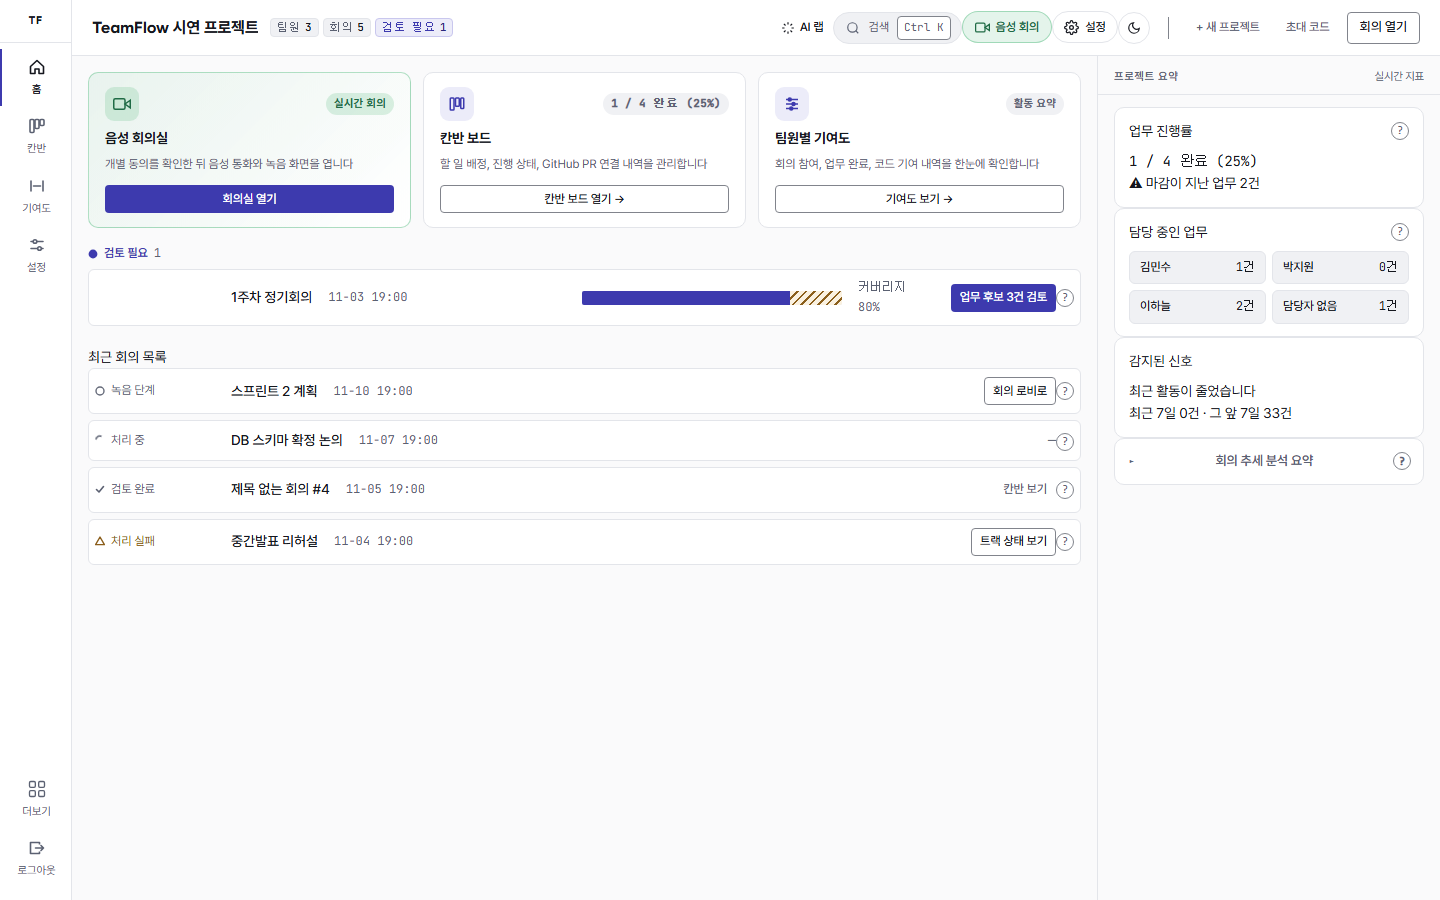 TF
홈
칸반
기여도
설정
더보기
로그아웃
TeamFlow 시연 프로젝트
팀원 3
회의 5
검토 필요 1
AI 랩
검색
Ctrl K
음성 회의
설정
+ 새 프로젝트
초대 코드
회의 열기
실시간 회의
음성 회의실
개별 동의를 확인한 뒤 음성 통화와 녹음 화면을 엽니다
회의실 열기
1 / 4 완료 (25%)
칸반 보드
할 일 배정, 진행 상태, GitHub PR 연결 내역을 관리합니다
칸반 보드 열기 →
활동 요약
팀원별 기여도
회의 참여, 업무 완료, 코드 기여 내역을 한눈에 확인합니다
기여도 보기 →
검토 필요 1
1주차 정기회의 11-03 19:00
커버리지
80%
업무 후보 3건 검토
?
최근 회의 목록
녹음 단계 스프린트 2 계획 11-10 19:00 회의 로비로 ?
처리 중 DB 스키마 확정 논의 11-07 19:00 — ?
검토 완료 제목 없는 회의 #4 11-05 19:00 칸반 보기 ?
처리 실패 중간발표 리허설 11-04 19:00 트랙 상태 보기 ?
프로젝트 요약
실시간 지표
업무 진행률 ?
1 / 4 완료 (25%)
마감이 지난 업무 2건
담당 중인 업무 ?
김민수 1건
박지원 0건
이하늘 2건
담당자 없음 1건
감지된 신호
최근 활동이 줄었습니다
최근 7일 0건 · 그 앞 7일 33건
회의 추세 분석 요약 ?